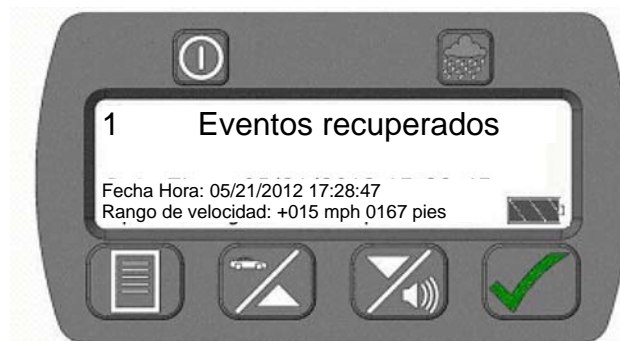 1 Eventos recuperados
Fecha Hora: 05/21/2012 17:28:47
Rango de velocidad: +015 mph 0167 pies